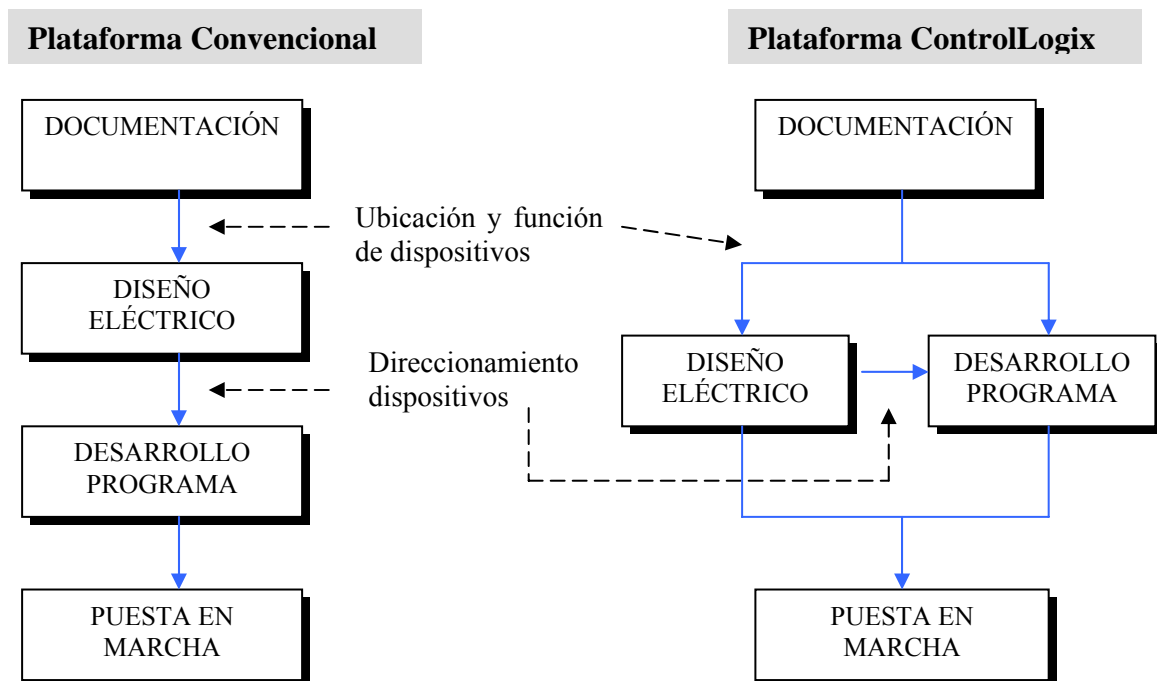 Plataforma Convencional
Plataforma ControlLogix
DOCUMENTACIÓN
DOCUMENTACIÓN
Ubicación y función
de dispositivos
DISEÑO
ELÉCTRICO
Direccionamiento
dispositivos
DISEÑO
ELÉCTRICO
DESARROLLO
PROGRAMA
DESARROLLO
PROGRAMA
PUESTA EN
MARCHA
PUESTA EN
MARCHA